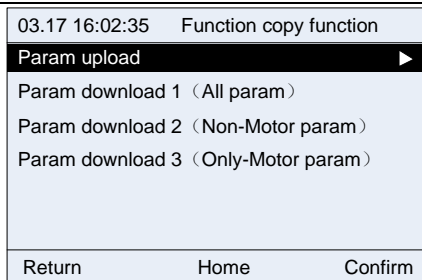 03.17 16:02:35 Function copy function
Param upload ▶
Param download 1（All param）
Param download 2（Non-Motor param）
Param download 3（Only-Motor param）
Return Home Confirm